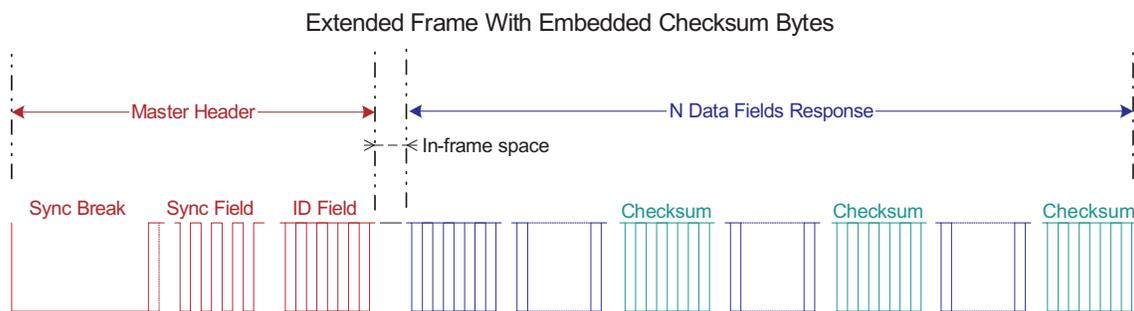 Extended Frame With Embedded Checksum Bytes
Master Header
N Data Fields Response
In-frame space
Sync Break
Sync Field
ID Field
Checksum
Checksum
Checksum